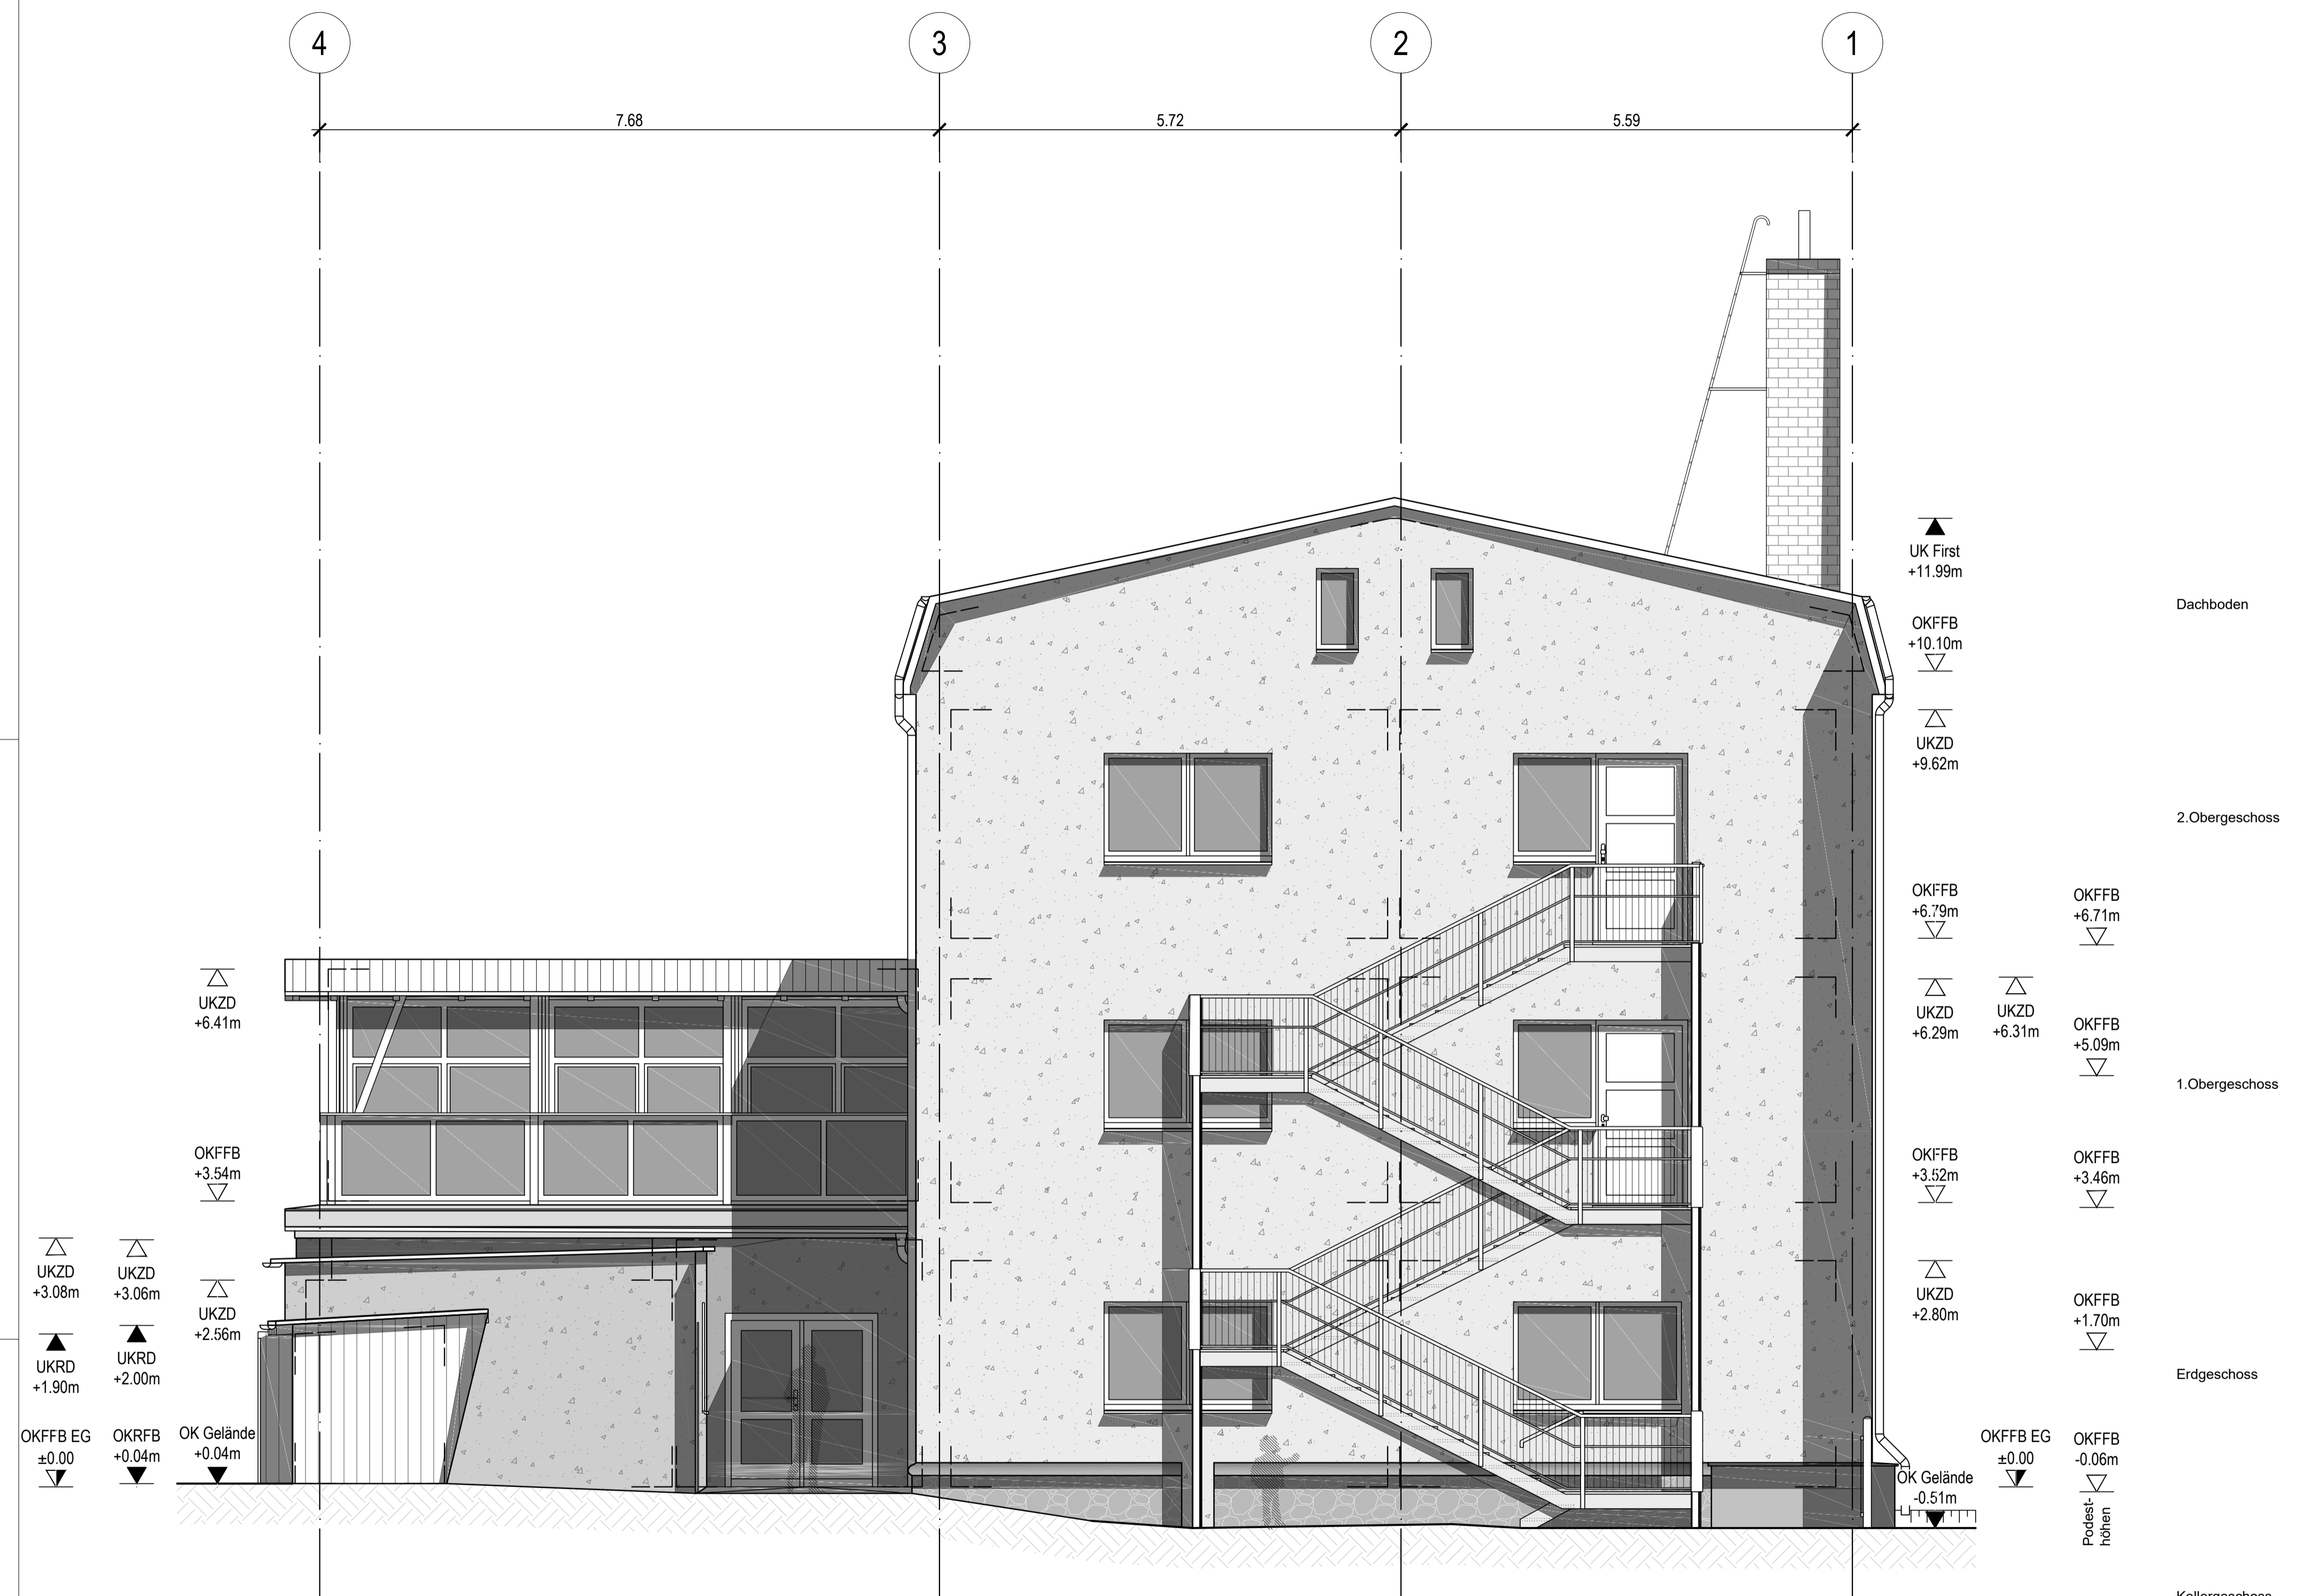 4
3
2
1
7.68
5.72
5.59
UK First
+11.99m
Dachboden
OKFFB
+10.10m
UKZD
+9.62m
2.Obergeschoss
OKFFB
+6.79m
OKFFB
+6.71m
UKZD
+6.41m
UKZD
+6.29m
UKZD
+6.31m
OKFFB
+5.09m
1.Obergeschoss
OKFFB
+3.54m
OKFFB
+3.52m
OKFFB
+3.46m
UKZD
+3.08m
UKZD
+3.06m
UKZD
+2.56m
UKZD
+2.80m
OKFFB
+1.70m
UKRD
+1.90m
UKRD
+2.00m
Erdgeschoss
OKFFB EG
±0.00
OKRFB
+0.04m
OK Gelände
+0.04m
OKFFB EG
±0.00
OKFFB
-0.06m
OK Gelände
-0.51m
Podest-
höhen
Kellergeschoss